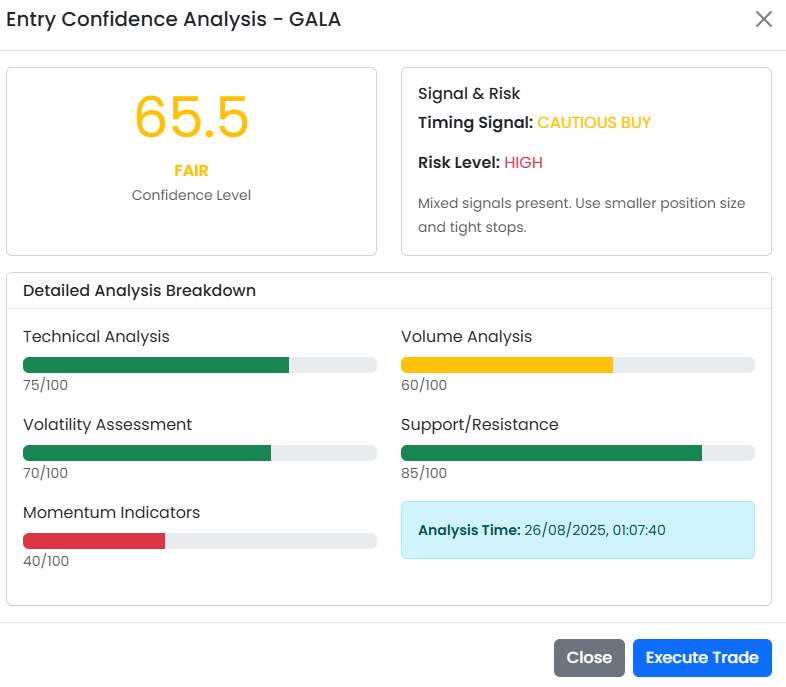 Entry Confidence Analysis - GALA
65.5
FAIR
Confidence Level
Signal & Risk
Timing Signal: CAUTIOUS BUY
Risk Level: HIGH
Mixed signals present. Use smaller position size
and tight stops.
Detailed Analysis Breakdown
Technical Analysis
75/100
Volume Analysis
60/100
Volatility Assessment
70/100
Support/Resistance
85/100
Momentum Indicators
40/100
Analysis Time: 26/08/2025, 01:07:40
Close
Execute Trade